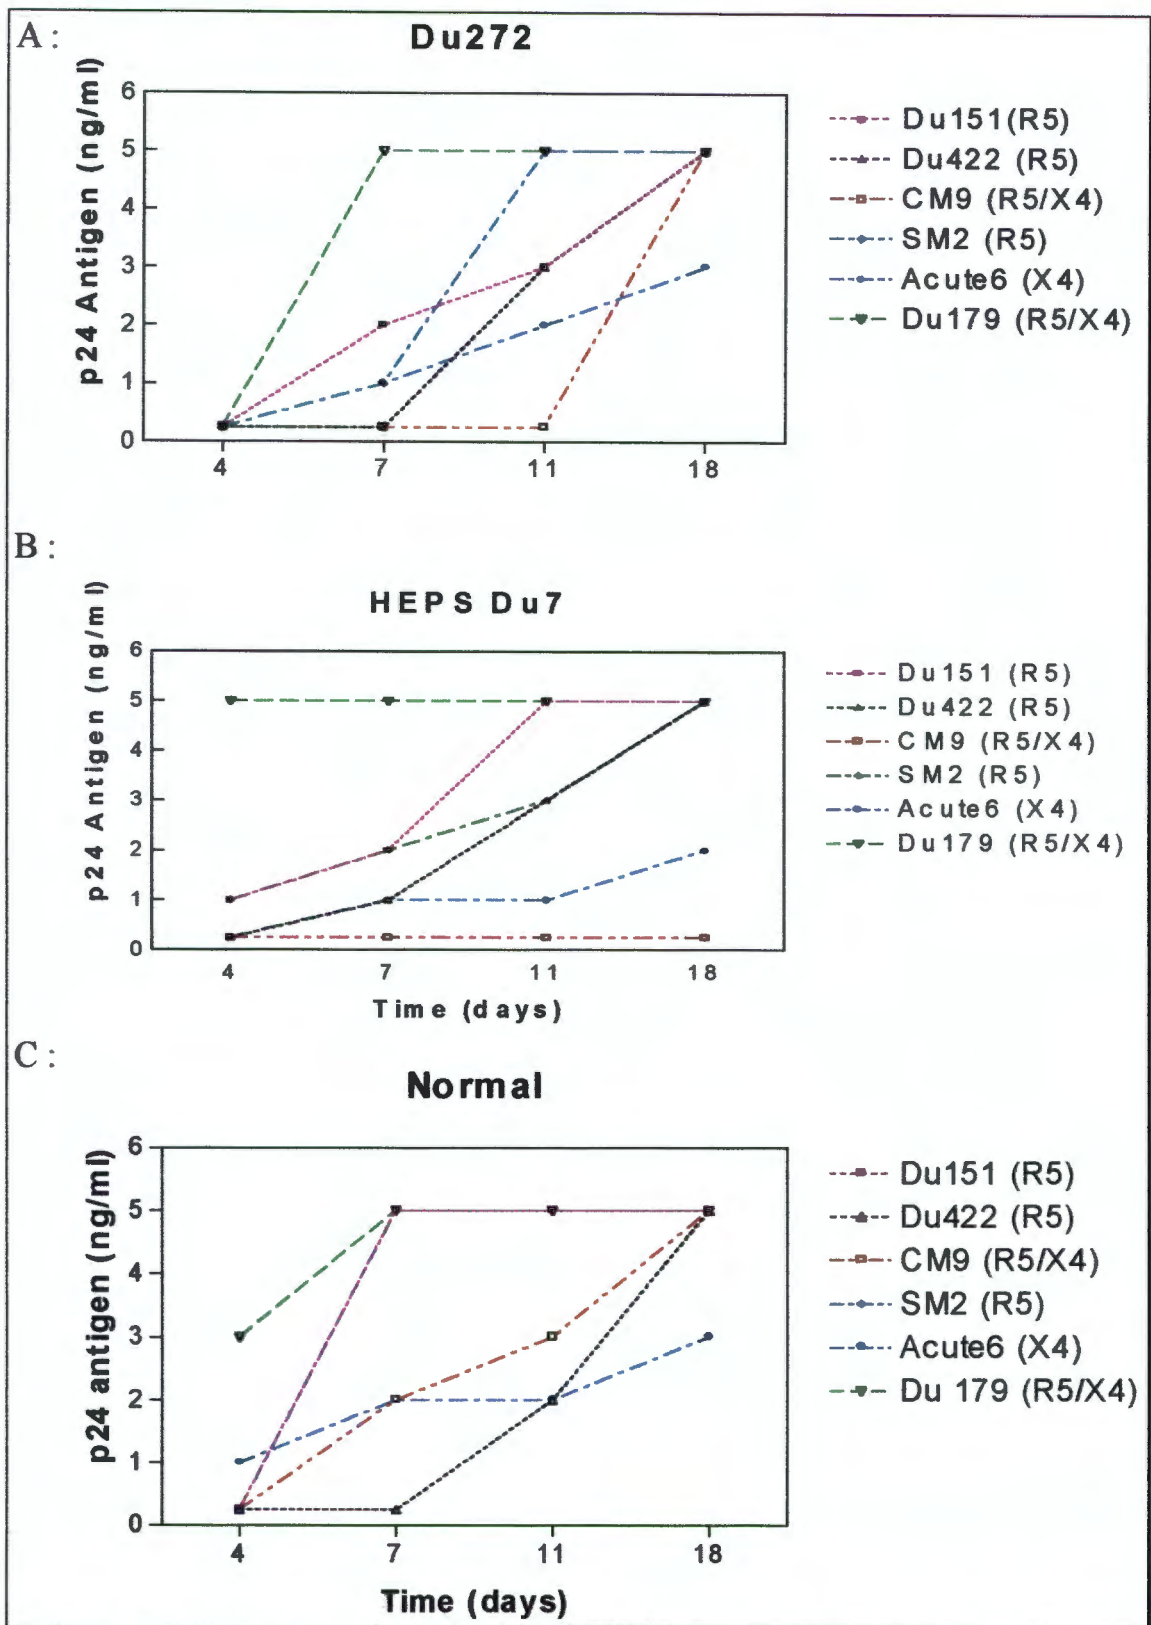 A:
Du272
p24 Antigen (ng/ml)
6
5
4
3
2
1
0
4 7 11 18
Du151(R5)
Du422 (R5)
CM9 (R5/X4)
SM2 (R5)
Acute6 (X4)
Du179 (R5/X4)
B:
HEPS Du7
p24 Antigen (ng/ml)
6
5
4
3
2
1
0
4 7 11 18
Time (days)
Du151 (R5)
Du422 (R5)
CM9 (R5/X4)
SM2 (R5)
Acute6 (X4)
Du179 (R5/X4)
C:
Normal
p24 antigen (ng/ml)
6
5
4
3
2
1
0
4 7 11 18
Time (days)
Du151 (R5)
Du422 (R5)
CM9 (R5/X4)
SM2 (R5)
Acute6 (X4)
Du 179 (R5/X4)